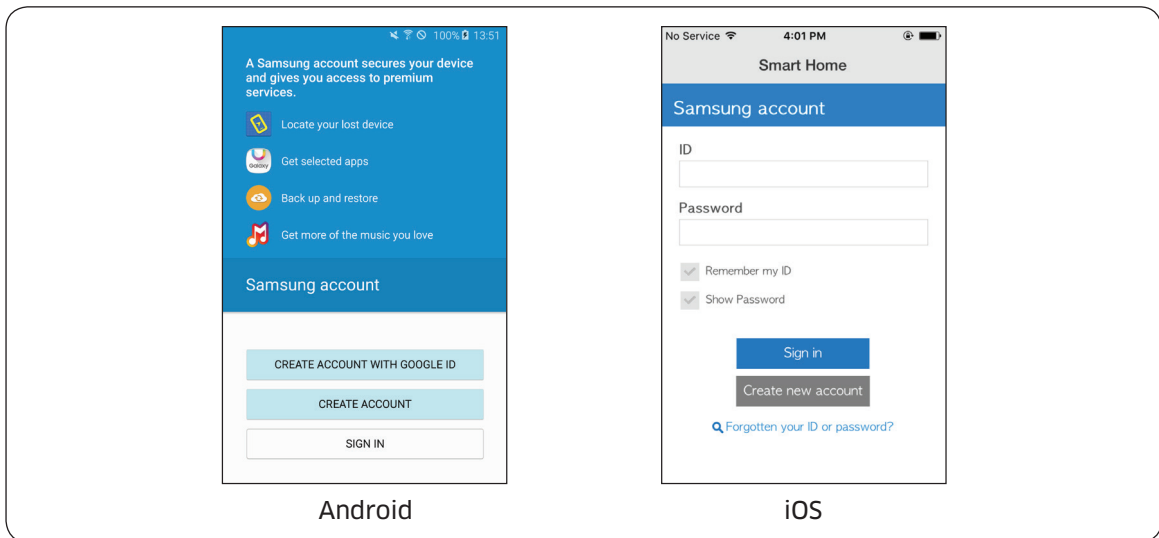 100% 13:51
A Samsung account secures your device
and gives you access to premium
services.
Locate your lost device
GALAXY
Get selected apps
Back up and restore
Get more of the music you love
Samsung account
CREATE ACCOUNT WITH GOOGLE ID
CREATE ACCOUNT
SIGN IN
Android
No Service 4:01 PM
Smart Home
Samsung account
ID
Password
Remember my ID
Show Password
Sign in
Create new account
Forgotten your ID or password?
iOS